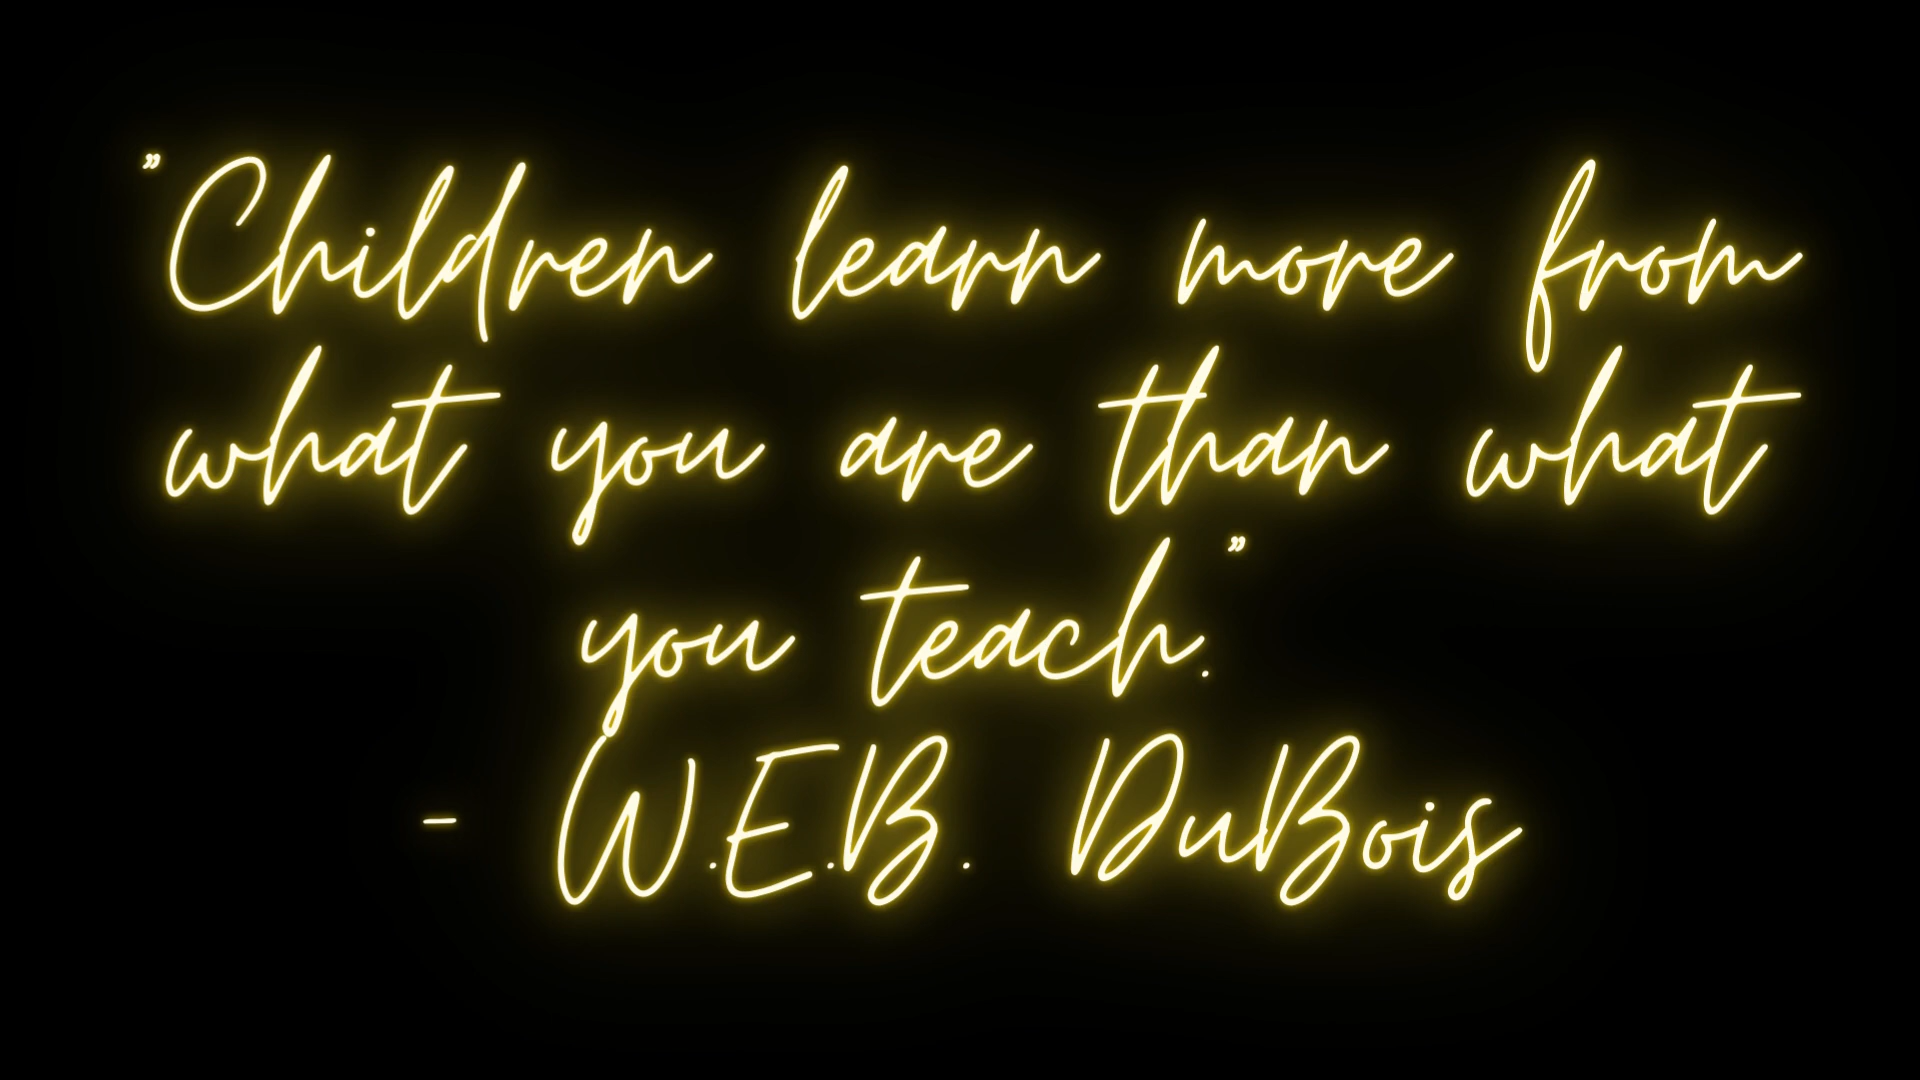 "Children learn more from
what you are than what
you teach."
- W.E.B. DuBois